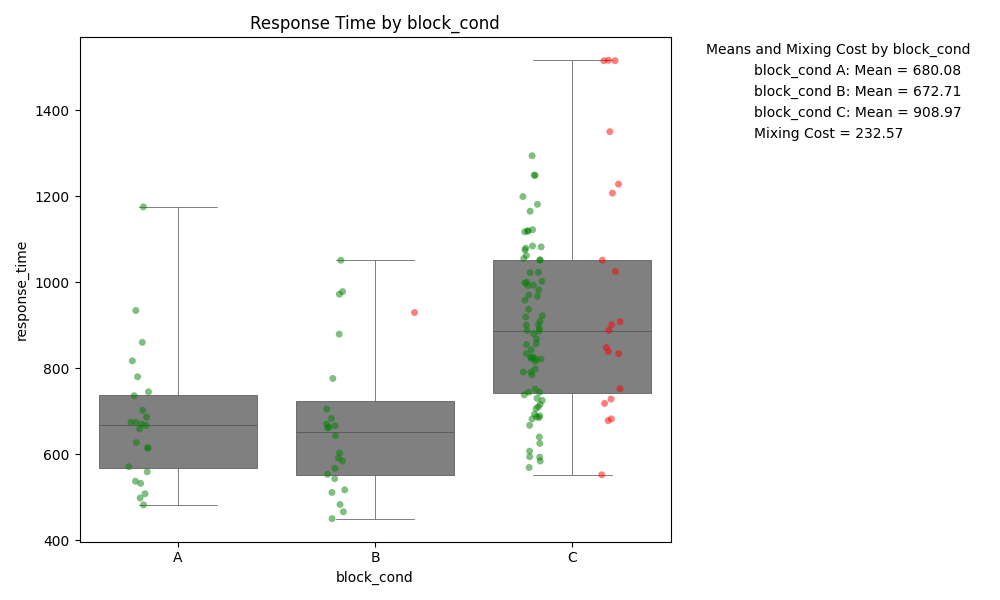 Response Time by block_cond
Means and Mixing Cost by block_cond
block_cond A: Mean = 680.08
block_cond B: Mean = 672.71
block_cond C: Mean = 908.97
Mixing Cost = 232.57
response_time
1400
1200
1000
800
600
400
A
B
C
block_cond